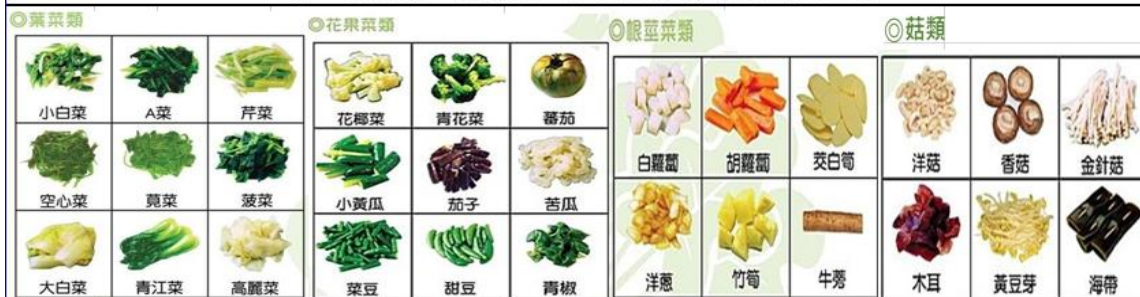 ◎葉菜類
小白菜 A菜 芹菜
空心菜 莧菜 菠菜
大白菜 青江菜 高麗菜
◎花果菜類
花椰菜 青花菜 蕃茄
小黃瓜 茄子 苦瓜
菜豆 甜豆 青椒
◎根莖菜類
白蘿蔔 胡蘿蔔 茭白筍
洋蔥 竹筍 牛蒡
◎菇類
洋菇 香菇 金針菇
木耳 黃豆芽 海帶